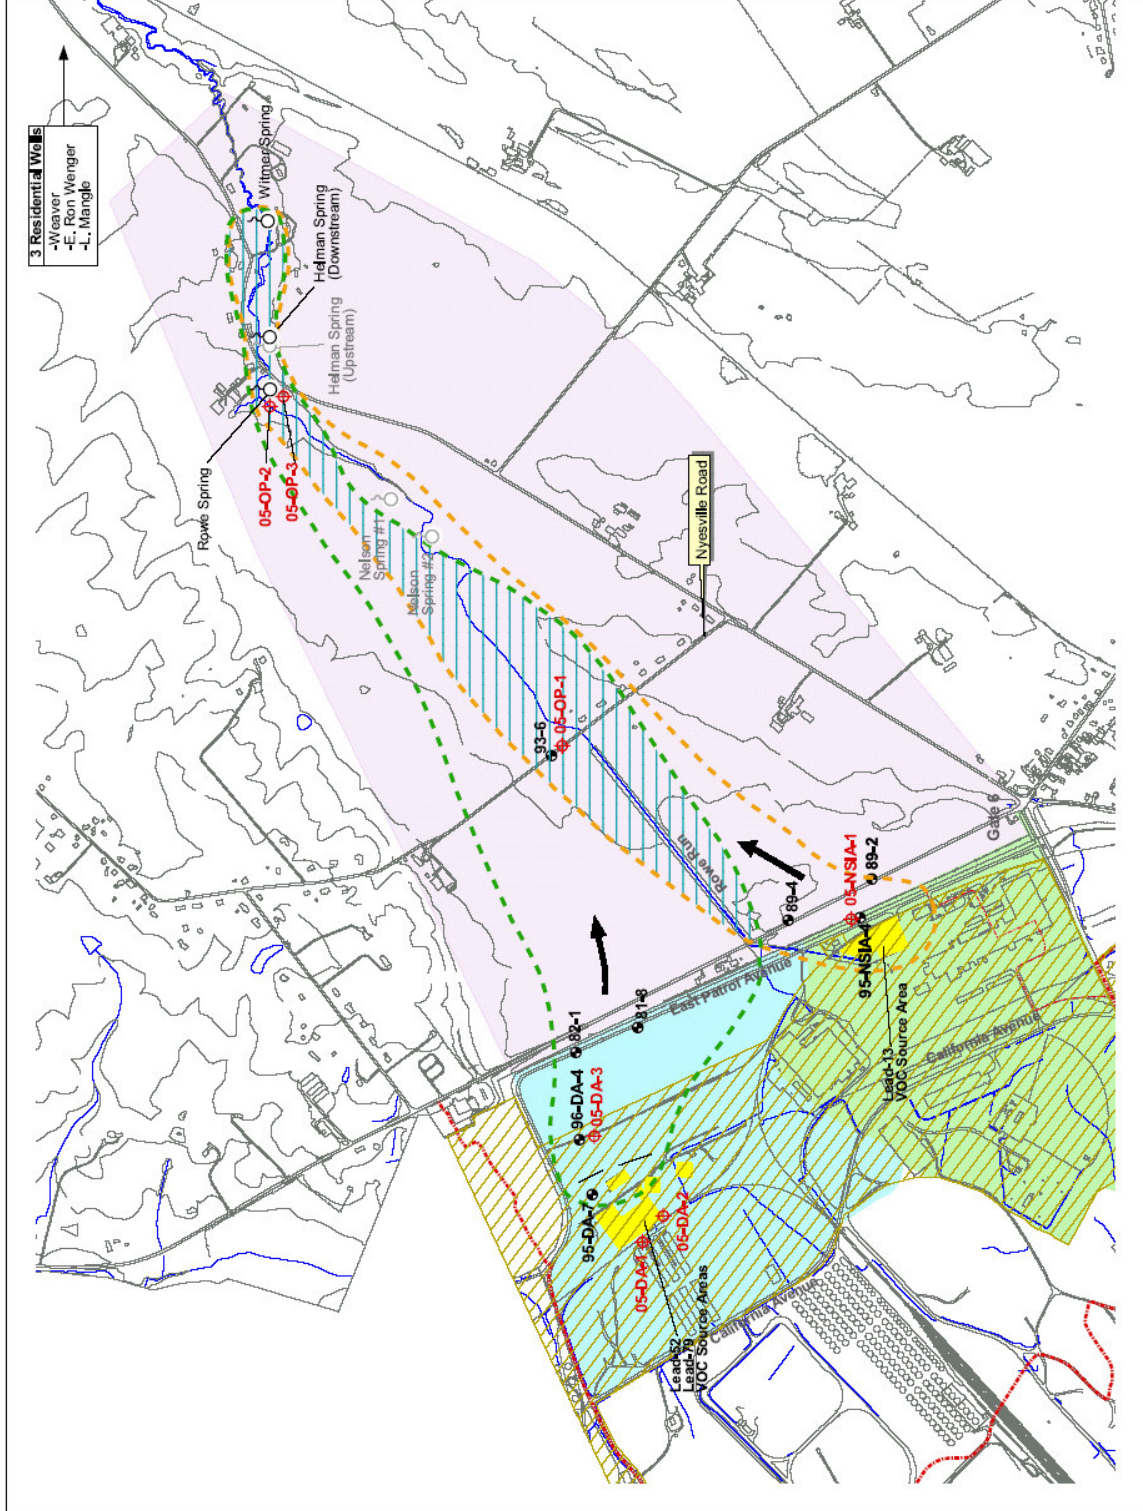 3 Residential Wells
-Weaver
-E. Ron Wenger
-L. Mangle
Witmer Spring
Helman Spring
(Downstream)
Helman Spring
(Upstream)
Rowe Spring
05-OP-2
05-OP-3
Nelson
Spring #1
Nelson
Spring #2
Nyesville Road
93-6
05-OP-1
Rowe Run
Gate 6
89-4
05-NSIA-1
89-2
95-NSIA-4
East Patrol Avenue
81-8
82-1
96-DA-4
05-DA-3
95-DA-7
05-DA-2
05-DA-1
California Avenue
Lead-13
VOC Source Area
California Avenue
Lead-52
Lead-79
VOC Source Areas